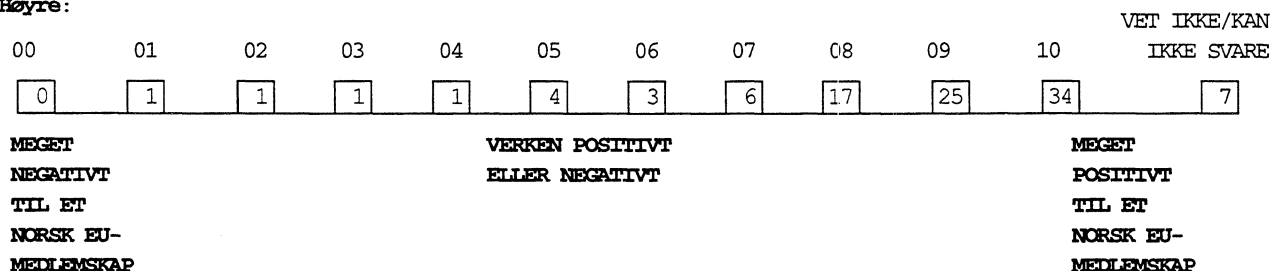 Høyre:
VET IKKE/KAN
00 01 02 03 04 05 06 07 08 09 10 IKKE SVARE
0 1 1 1 1 4 3 6 17 25 34 7
MEGET VERKEN POSITIVT MEGET
NEGATIVT ELLER NEGATIVT POSITIVT
TIL ET TIL ET
NORSK EU- NORSK EU-
MEDLEMSKAP MEDLEMSKAP